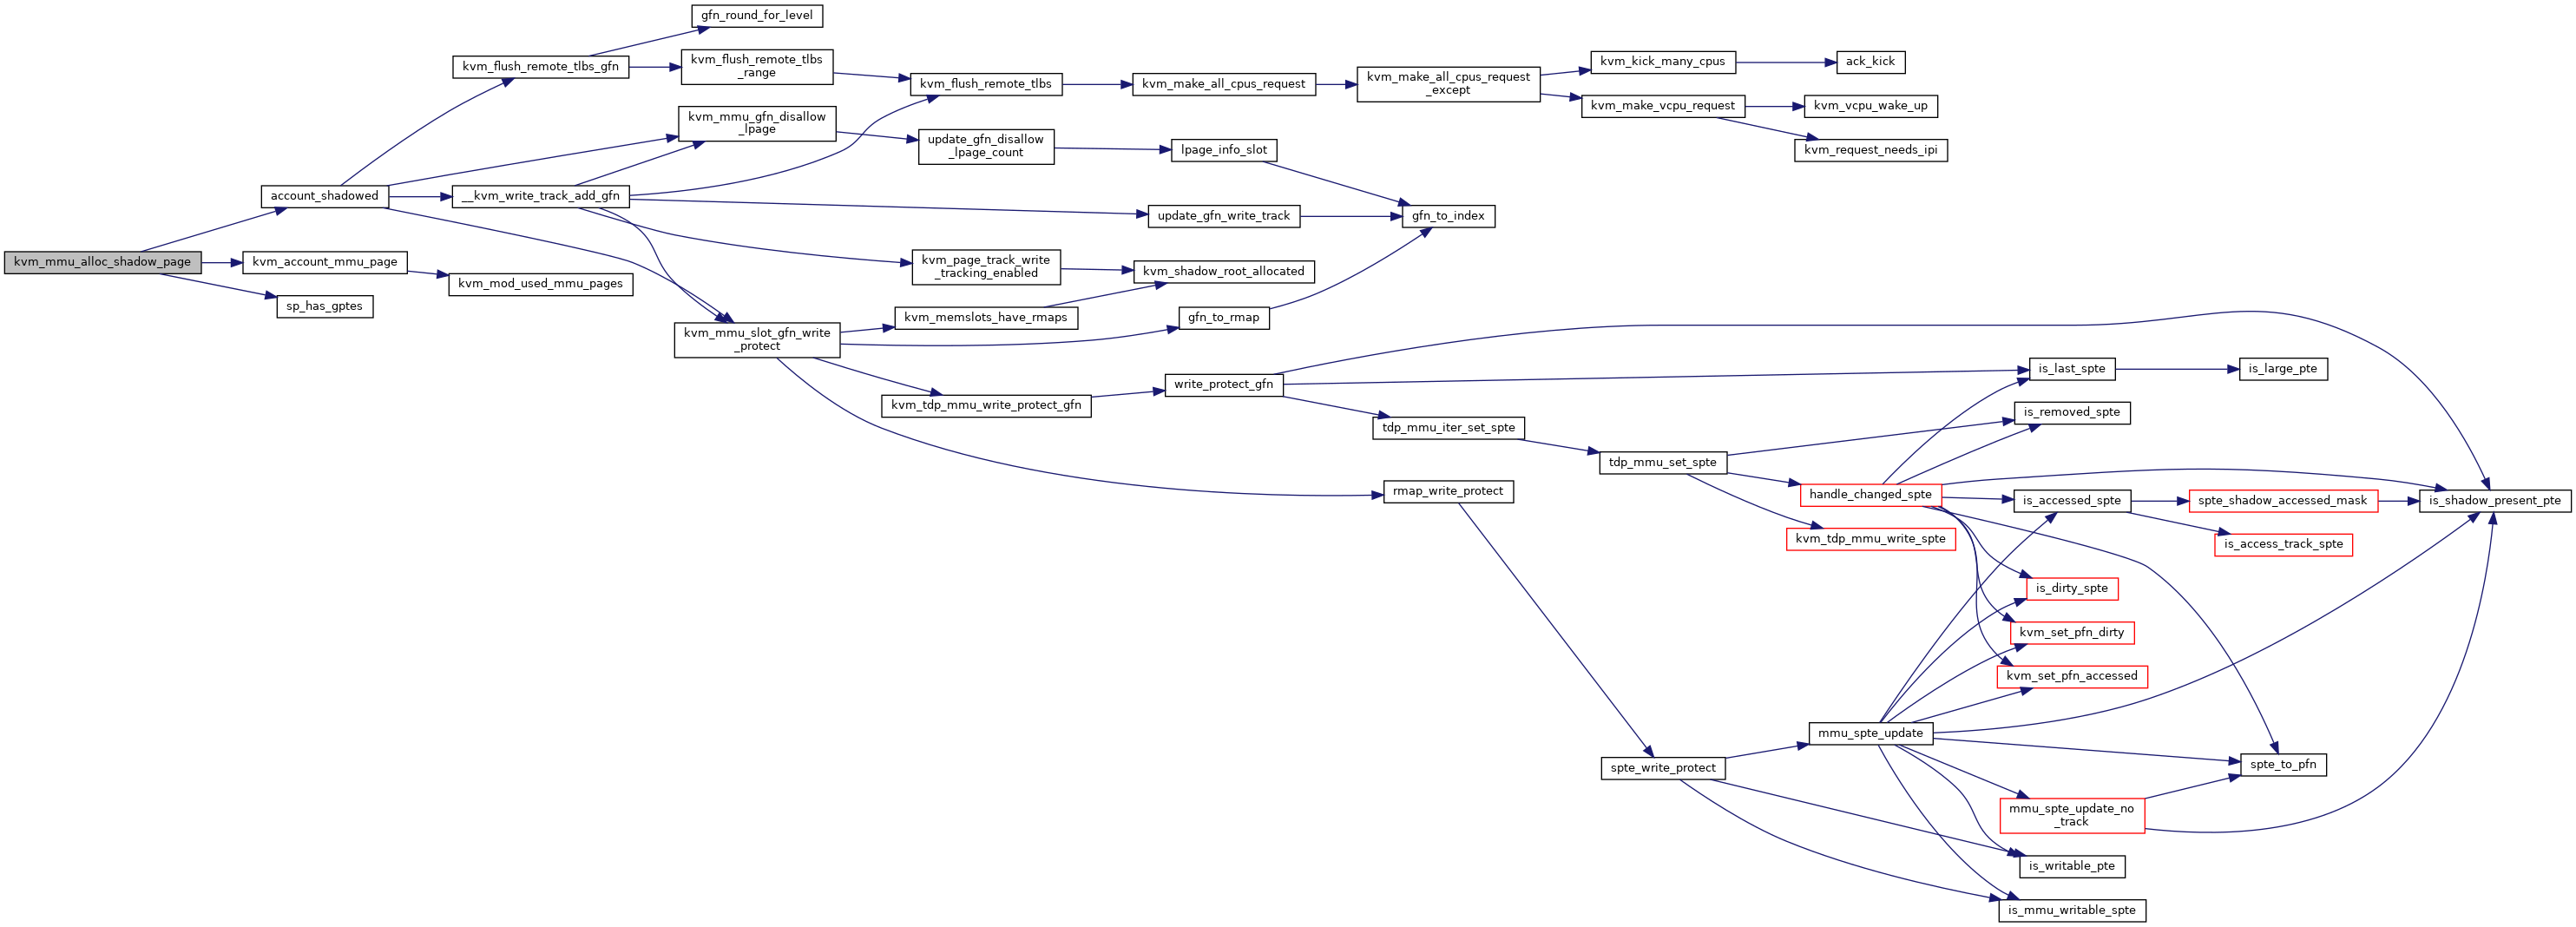 kvm_mmu_alloc_shadow_page
account_shadowed
kvm_account_mmu_page
sp_has_gptes
kvm_flush_remote_tlbs_gfn
__kvm_write_track_add_gfn
kvm_mod_used_mmu_pages
gfn_round_for_level
kvm_flush_remote_tlbs
_range
kvm_mmu_gfn_disallow
_lpage
kvm_mmu_slot_gfn_write
_protect
kvm_flush_remote_tlbs
update_gfn_disallow
_lpage_count
kvm_page_track_write
_tracking_enabled
kvm_memslots_have_rmaps
kvm_tdp_mmu_write_protect_gfn
kvm_make_all_cpus_request
lpage_info_slot
update_gfn_write_track
kvm_shadow_root_allocated
gfn_to_rmap
write_protect_gfn
kvm_make_all_cpus_request
_except
gfn_to_index
tdp_mmu_iter_set_spte
rmap_write_protect
kvm_kick_many_cpus
kvm_make_vcpu_request
tdp_mmu_set_spte
spte_write_protect
ack_kick
kvm_vcpu_wake_up
kvm_request_needs_ipi
handle_changed_spte
kvm_tdp_mmu_write_spte
mmu_spte_update
is_last_spte
is_removed_spte
is_accessed_spte
is_dirty_spte
kvm_set_pfn_dirty
kvm_set_pfn_accessed
mmu_spte_update_no
_track
is_writable_pte
is_mmu_writable_spte
is_large_pte
spte_shadow_accessed_mask
is_access_track_spte
spte_to_pfn
is_shadow_present_pte